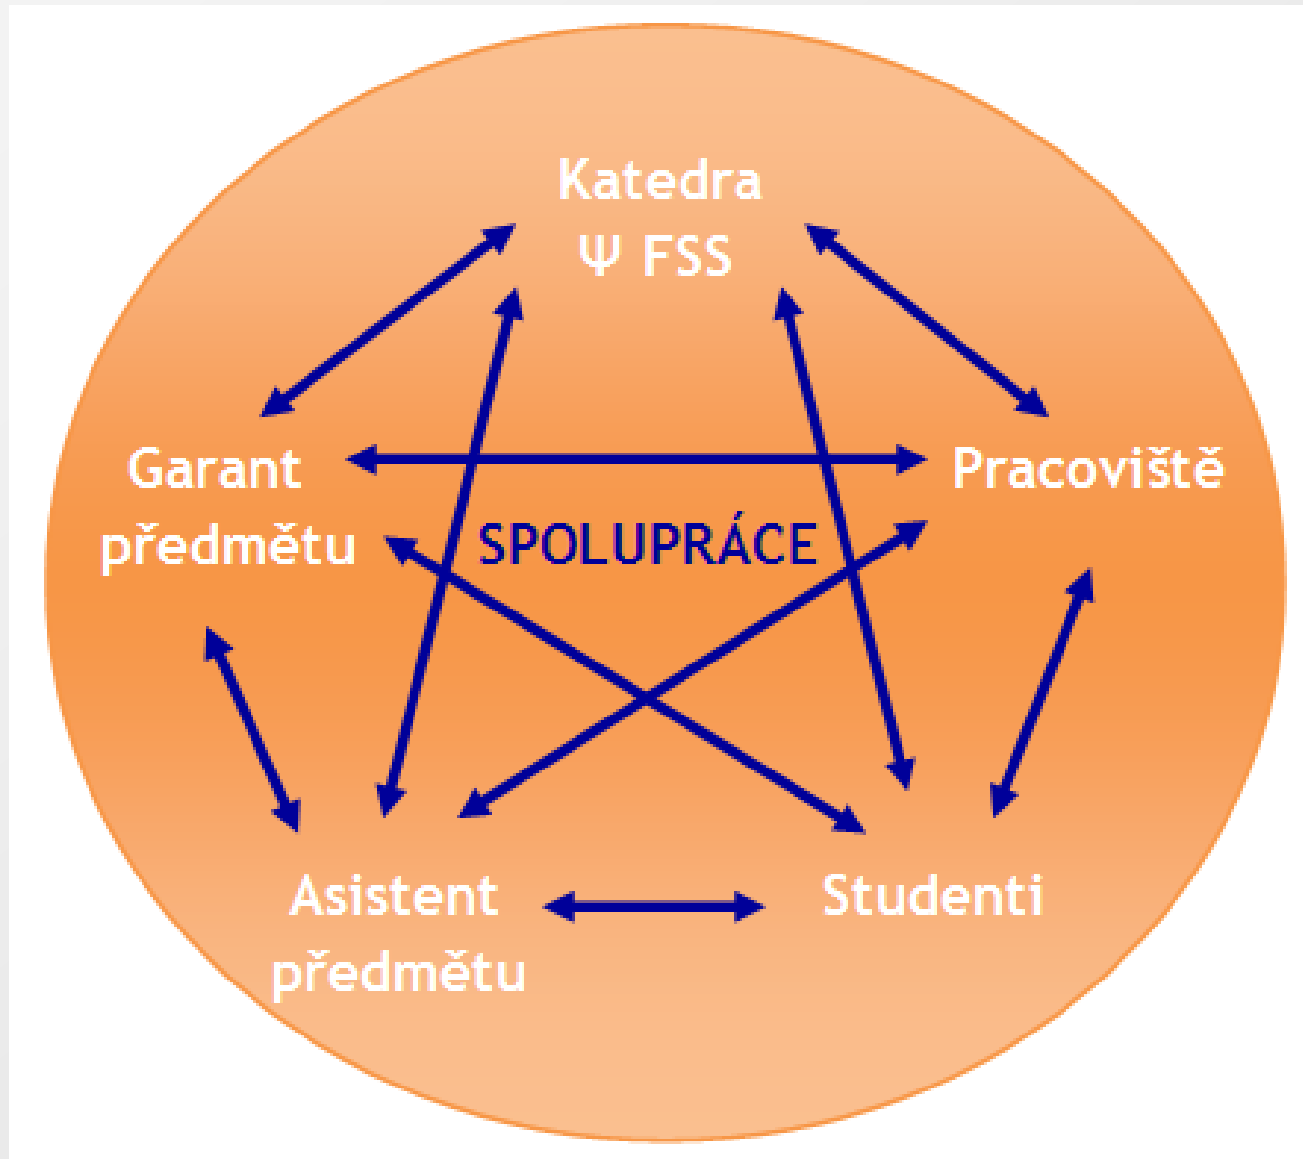 Katedra
Ψ FSS
Garant
předmětu
Pracoviště
SPOLUPRÁCE
Asistent
předmětu
Studenti